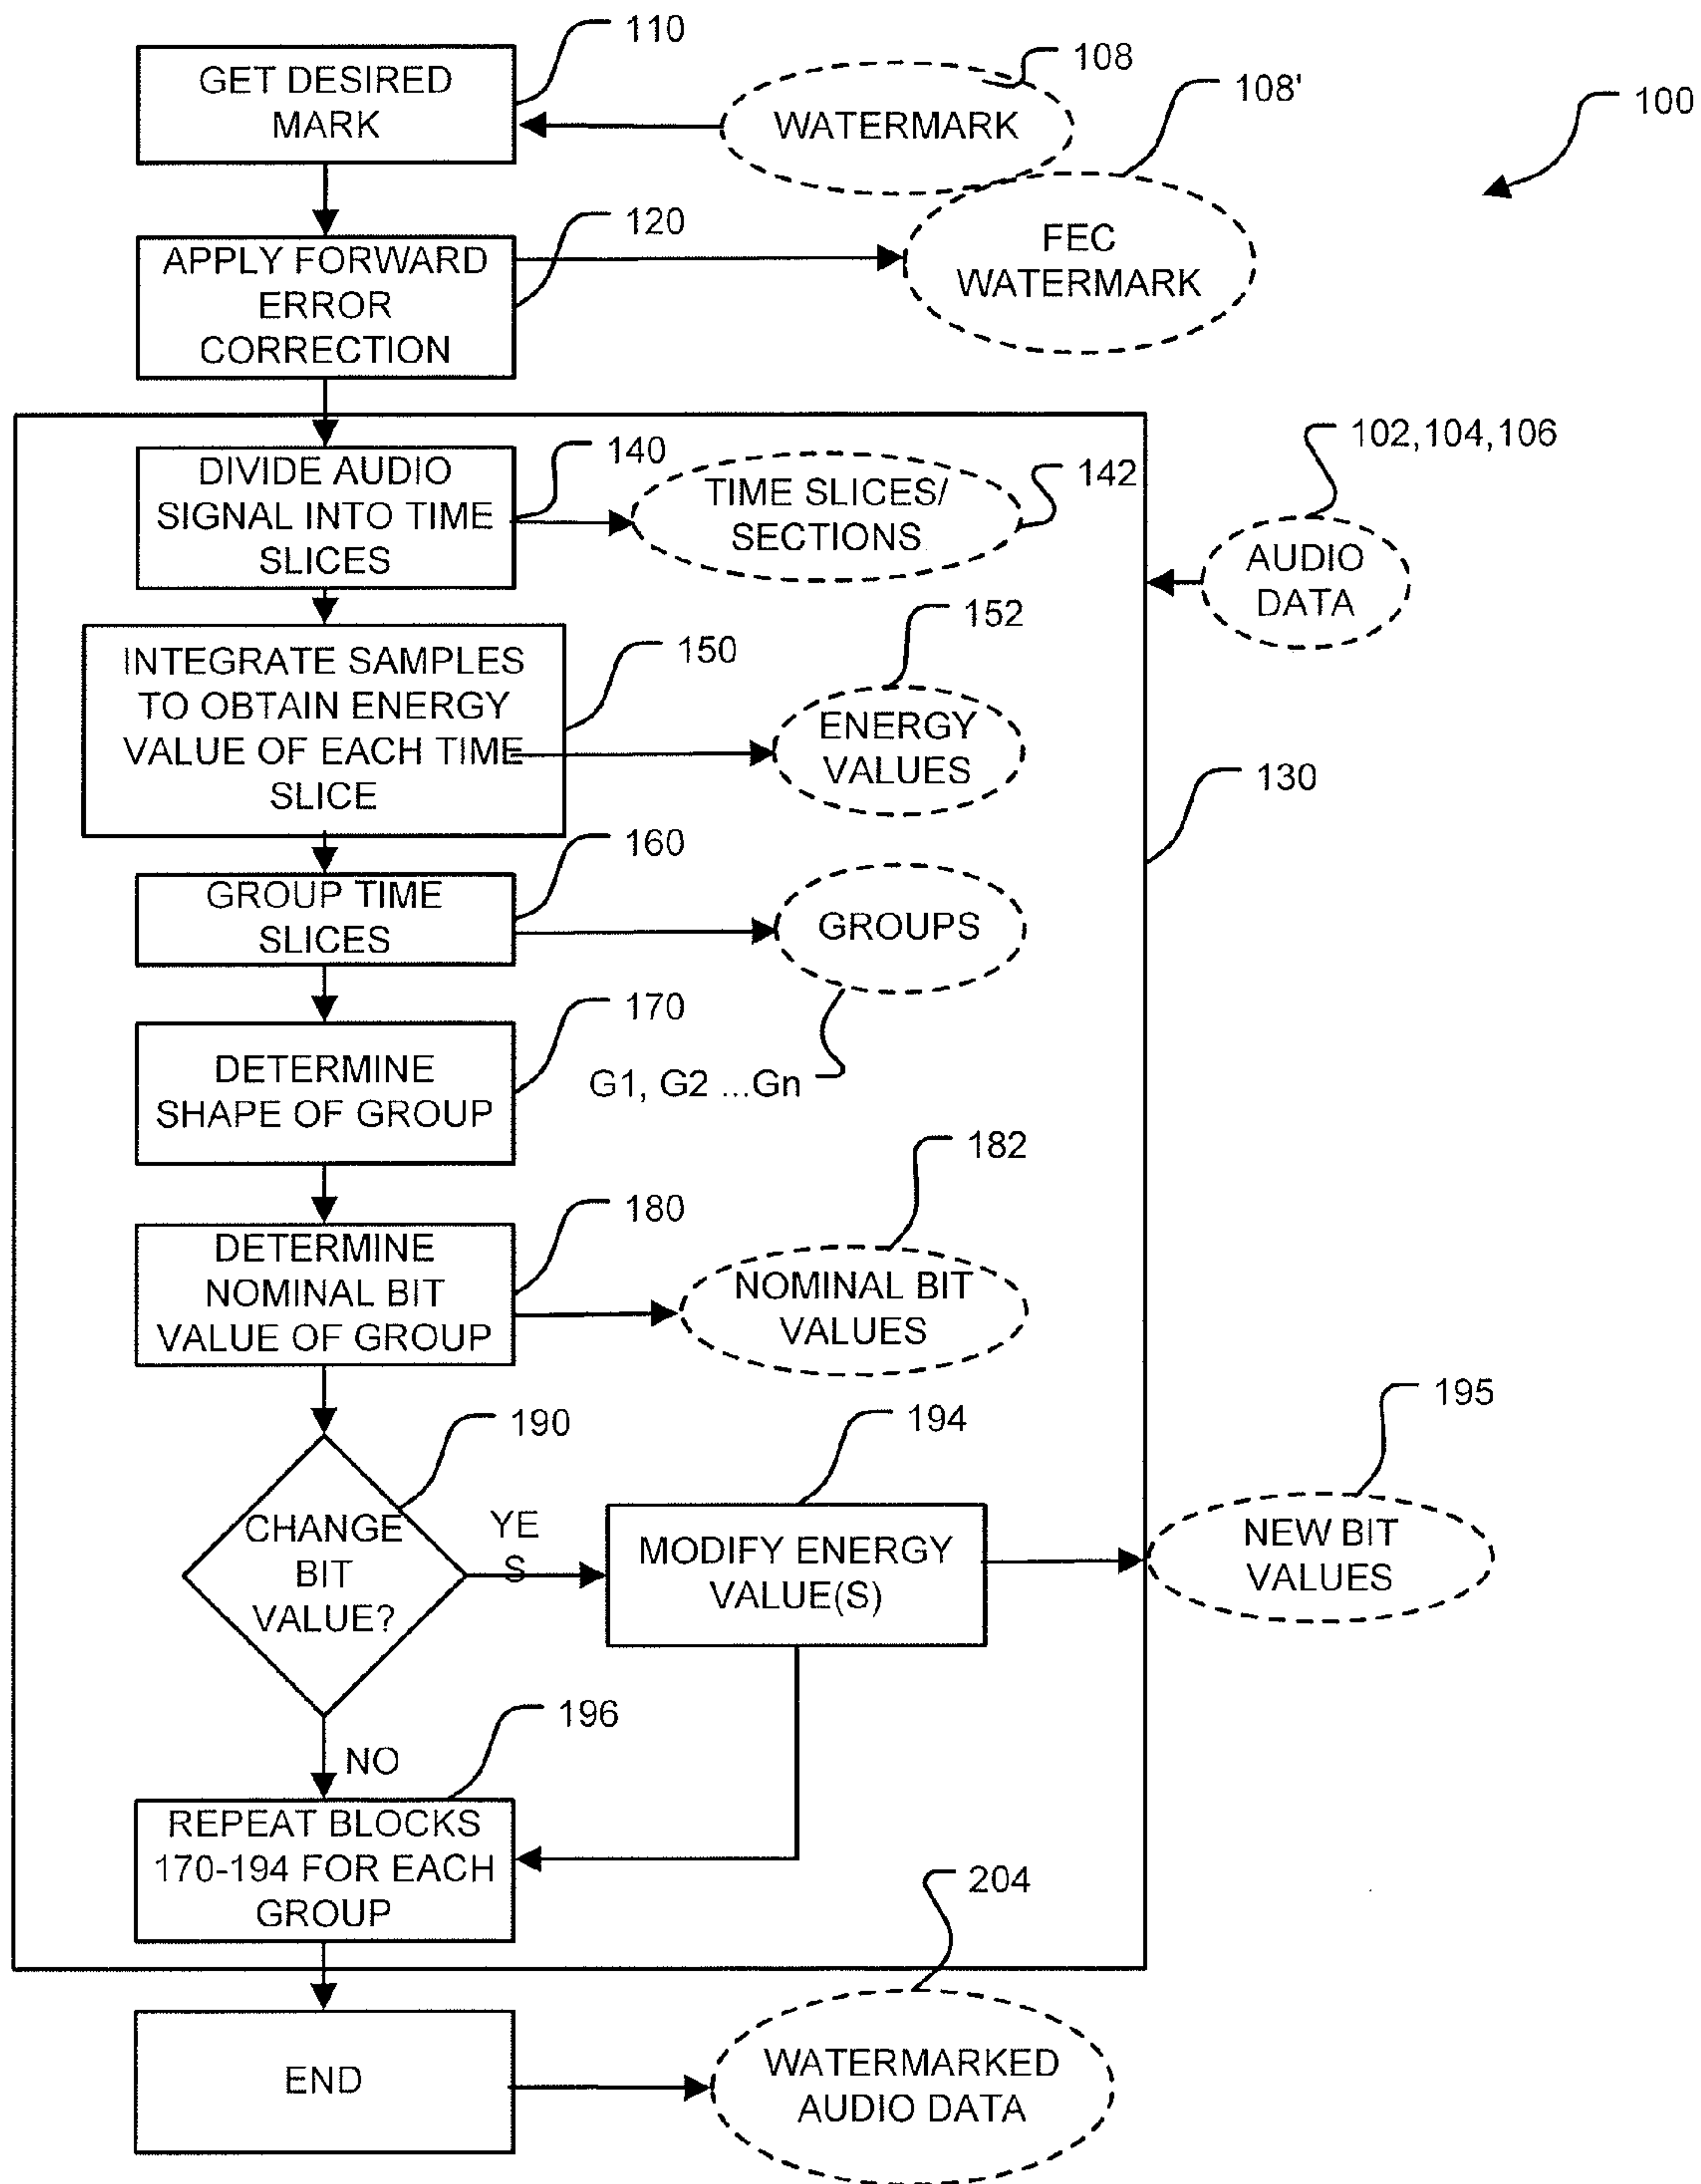 110
GET DESIRED
MARK
108
WATERMARK
108'
100
120
APPLY FORWARD
ERROR
CORRECTION
FEC
WATERMARK
140
DIVIDE AUDIO
SIGNAL INTO TIME
SLICES
TIME SLICES/
SECTIONS
142
102,104,106
AUDIO
DATA
150
INTEGRATE SAMPLES
TO OBTAIN ENERGY
VALUE OF EACH TIME
SLICE
152
ENERGY
VALUES
130
160
GROUP TIME
SLICES
GROUPS
G1, G2 ...Gn
170
DETERMINE
SHAPE OF GROUP
180
DETERMINE
NOMINAL BIT
VALUE OF GROUP
182
NOMINAL BIT
VALUES
190
CHANGE
BIT
VALUE?
YE
S
194
MODIFY ENERGY
VALUE(S)
195
NEW BIT
VALUES
NO
196
REPEAT BLOCKS
170-194 FOR EACH
GROUP
204
END
WATERMARKED
AUDIO DATA